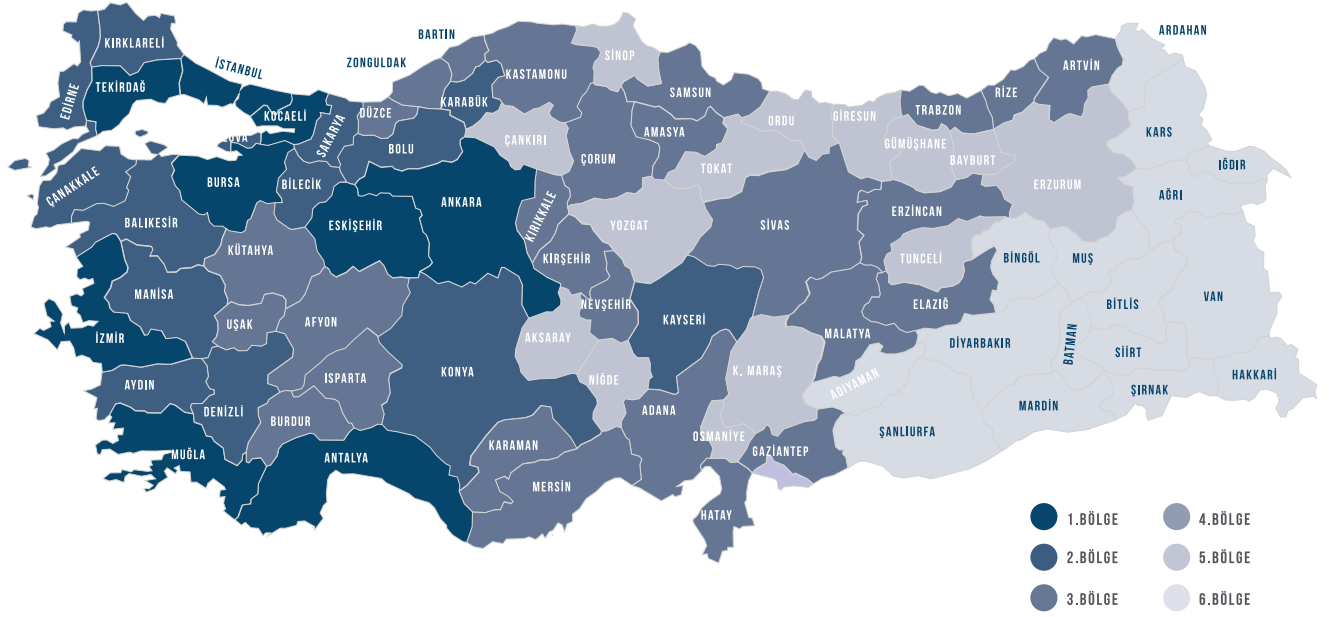 ARDAHAN
BARTIN
KIRKLARELİ
SİNOP
ZONGULDAK
İSTANBUL
ARTVİN
KASTAMONU
TEKİRDAĞ
SAMSUN
RİZE
EDİRNE
KARABÜK
TRABZON
KOCAELİ
DÜZCE
ORDU
GİRESUN
AMASYA
KARS
SAKARYA
OVA
ÇANKIRI
BOLU
GÜMÜŞHANE
BAYBURT
ÇORUM
TOKAT
IĞDIR
ÇANAKKALE
BURSA
BİLECİK
ERZURUM
AĞRI
ANKARA
KIRIKKALE
ERZİNCAN
BALIKESİR
ESKİŞEHİR
YOZGAT
SİVAS
KÜTAHYA
KIRŞEHİR
TUNCELİ
BİNGÖL
MUŞ
MANİSA
NEVŞEHİR
ELAZIĞ
BİTLİS
VAN
UŞAK
AFYON
KAYSERİ
İZMİR
AKSARAY
MALATYA
DİYARBAKIR
BATMAN
SİİRT
AYDIN
ISPARTA
KONYA
NİĞDE
K. MARAŞ
ADIYAMAN
HAKKARİ
ŞIRNAK
DENİZLİ
BURDUR
ADANA
MARDİN
KARAMAN
OSMANİYE
ŞANLIURFA
MUĞLA
ANTALYA
GAZİANTEP
MERSİN
HATAY
1.BÖLGE
4.BÖLGE
2.BÖLGE
5.BÖLGE
3.BÖLGE
6.BÖLGE